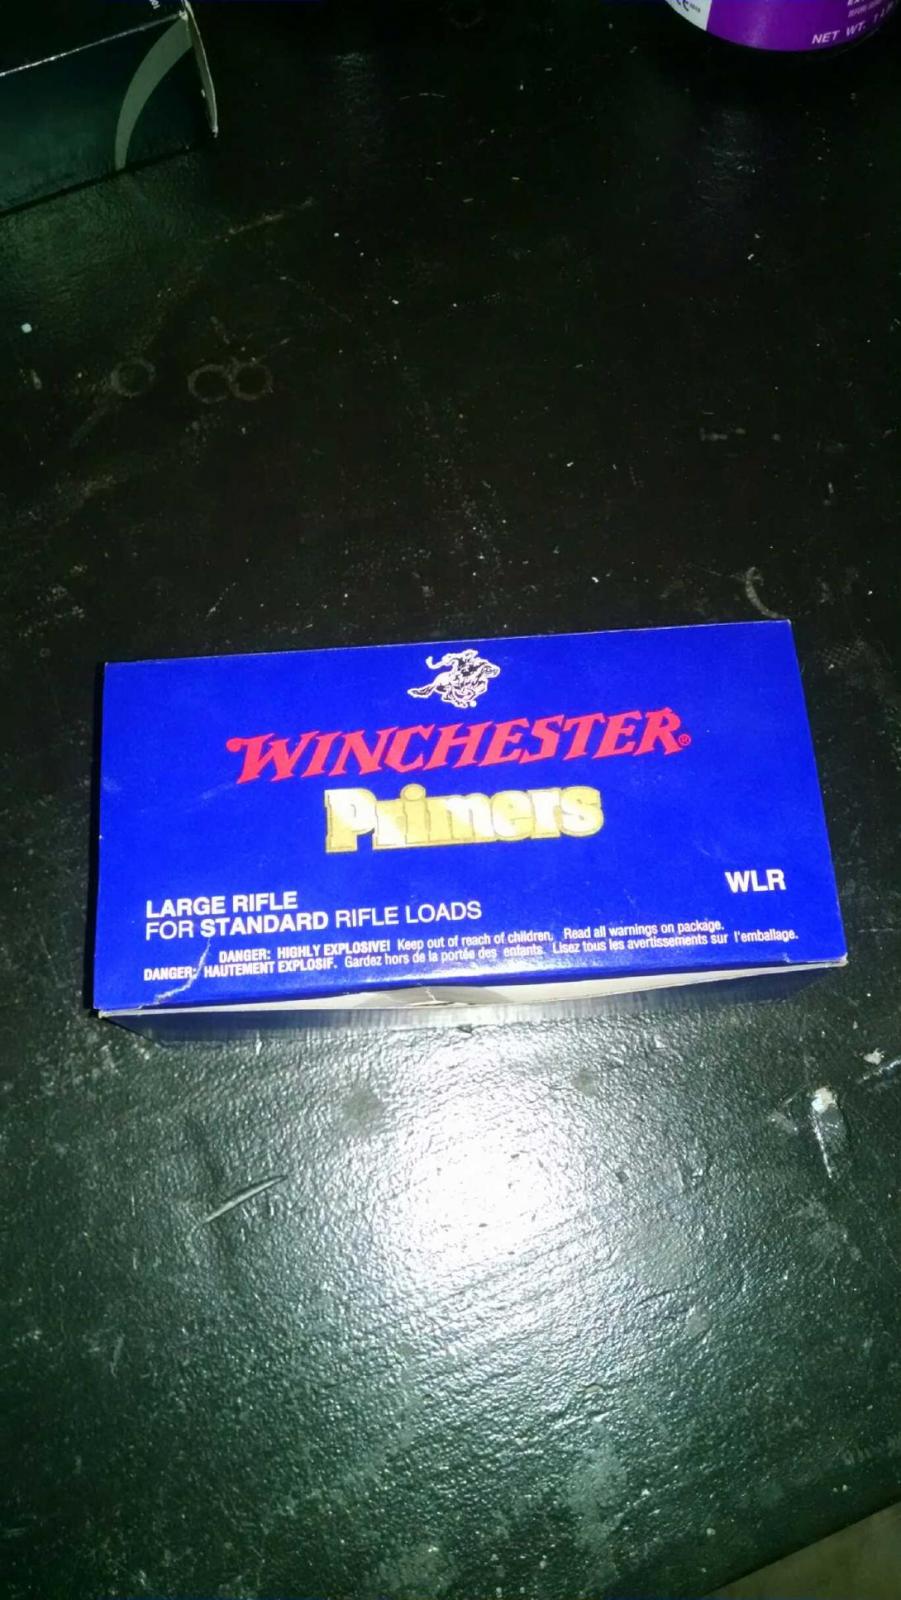 NET WT. 1
WINCHESTER®
Primers
WLR
LARGE RIFLE
FOR STANDARD RIFLE LOADS
DANGER: HIGHLY EXPLOSIVE! Keep out of reach of children. Read all warnings on package.
DANGER: HAUTEMENT EXPLOSIF. Gardez hors de la portée des enfants. Lisez tous les avertissements sur l'emballage.